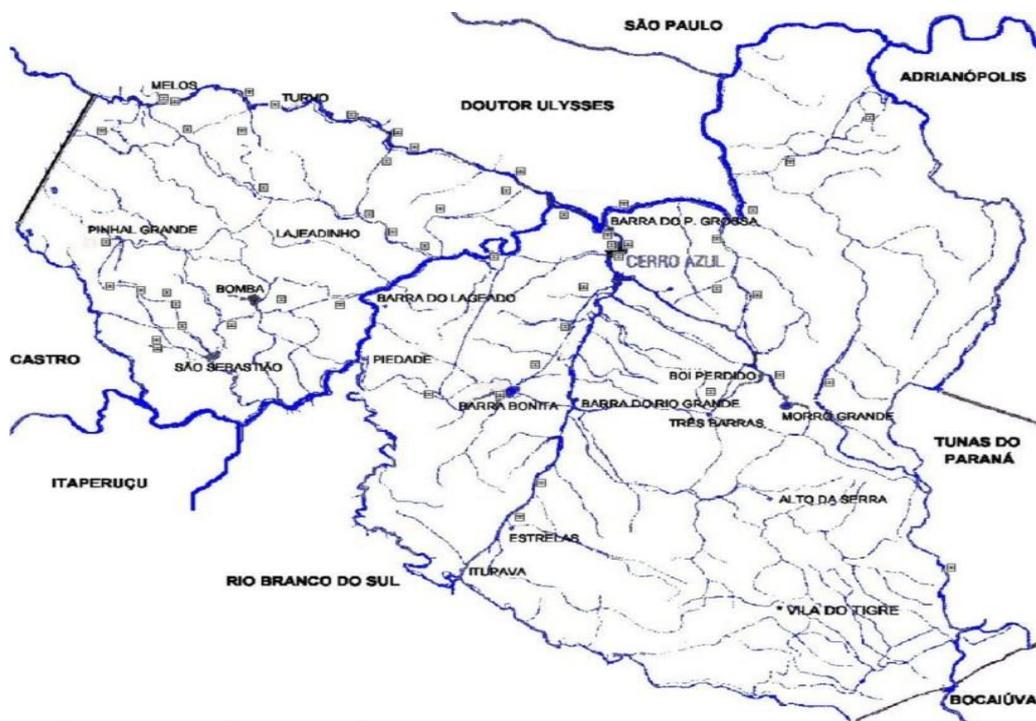 SÃO PAULO
ADRIANÓPOLIS
MELOS
TURVO
DOUTOR ULYSSES
BARRA DO P. GROSSA
PINHAL GRANDE
LAJEADINHO
CERRO AZUL
BOMBA
BARRA DO LAGEADO
CASTRO
PIEDADE
SÃO SEBASTIÃO
BOI PERDIDO
BARRA BONITA
BARRA DO RIO GRANDE
MORRO GRANDE
TRÊS BARRAS
TUNAS DO
PARANÁ
ITAPERUÇU
ALTO DA SERRA
ESTRELAS
ITUPAVA
RIO BRANCO DO SUL
VILA DO TIGRE
BOCAIÚVA